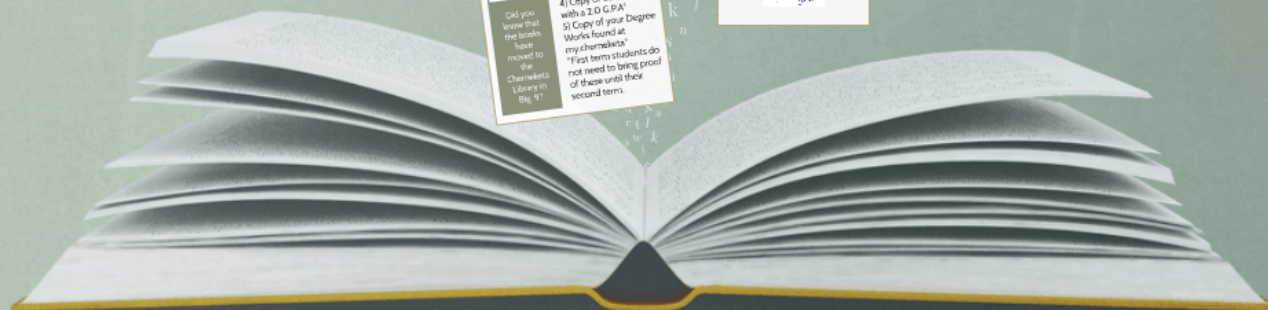 Did you
know that
the books
have
moved to
the
Chemeketa
Library in
Blg. 9?
with a 2.0 G.P.A"
5) Copy of your Degree
Works found at
my.chemeketa"
"First term students do
not need to bring proof
of these until their
second term.